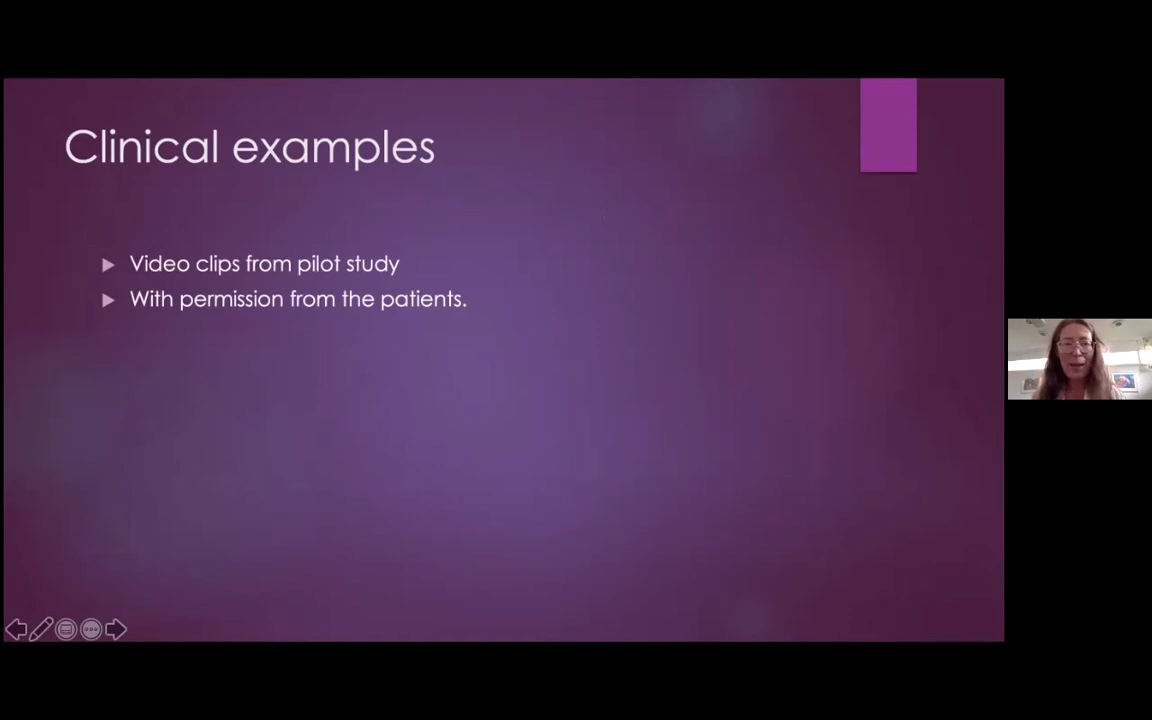 Clinical examples
Video clips from pilot study
With permission from the patients.